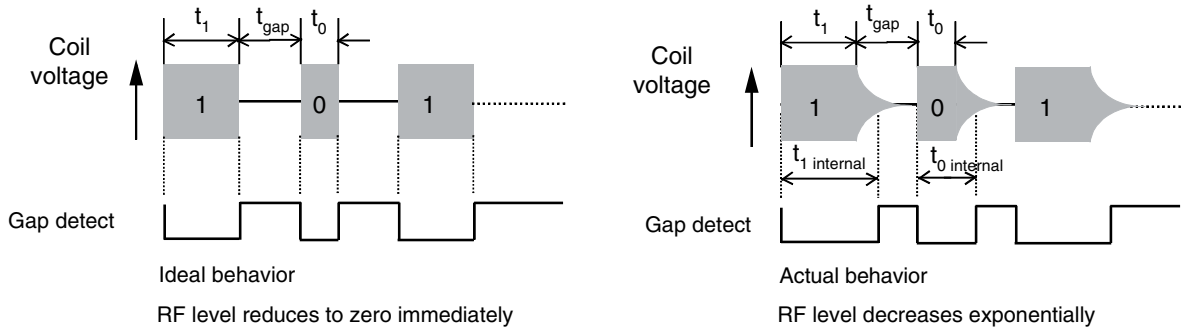 t1 tgap t0
Coil voltage
1 0 1
Gap detect
Ideal behavior
RF level reduces to zero immediately
t1 tgap t0
Coil voltage
1 0 1
t1 internal t0 internal
Gap detect
Actual behavior
RF level decreases exponentially